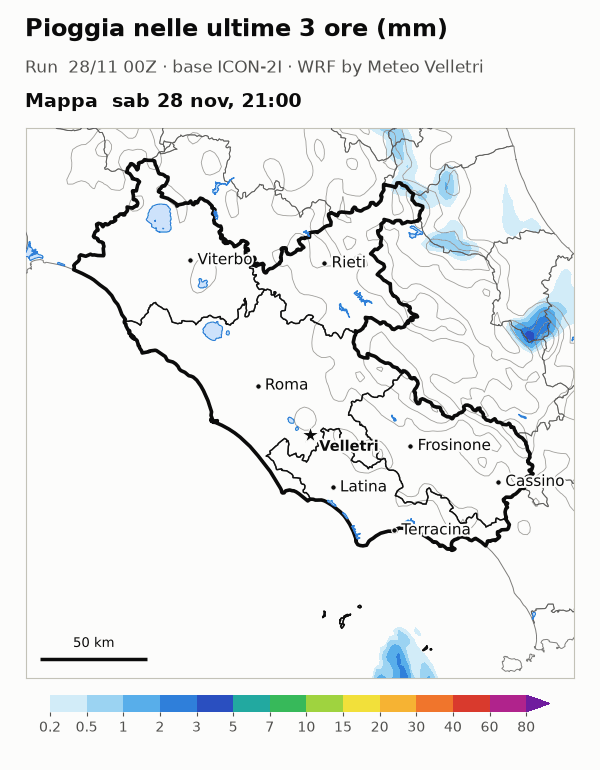 Pioggia nelle ultime 3 ore (mm)
Run  28/11 00Z · base ICON-2I · WRF by Meteo Velletri
Mappa  sab 28 nov, 21:00
Viterbo
Rieti
Roma
Velletri
Frosinone
Latina
Cassino
Terracina
50 km
0.2 0.5 1 2 3 5 7 10 15 20 30 40 60 80